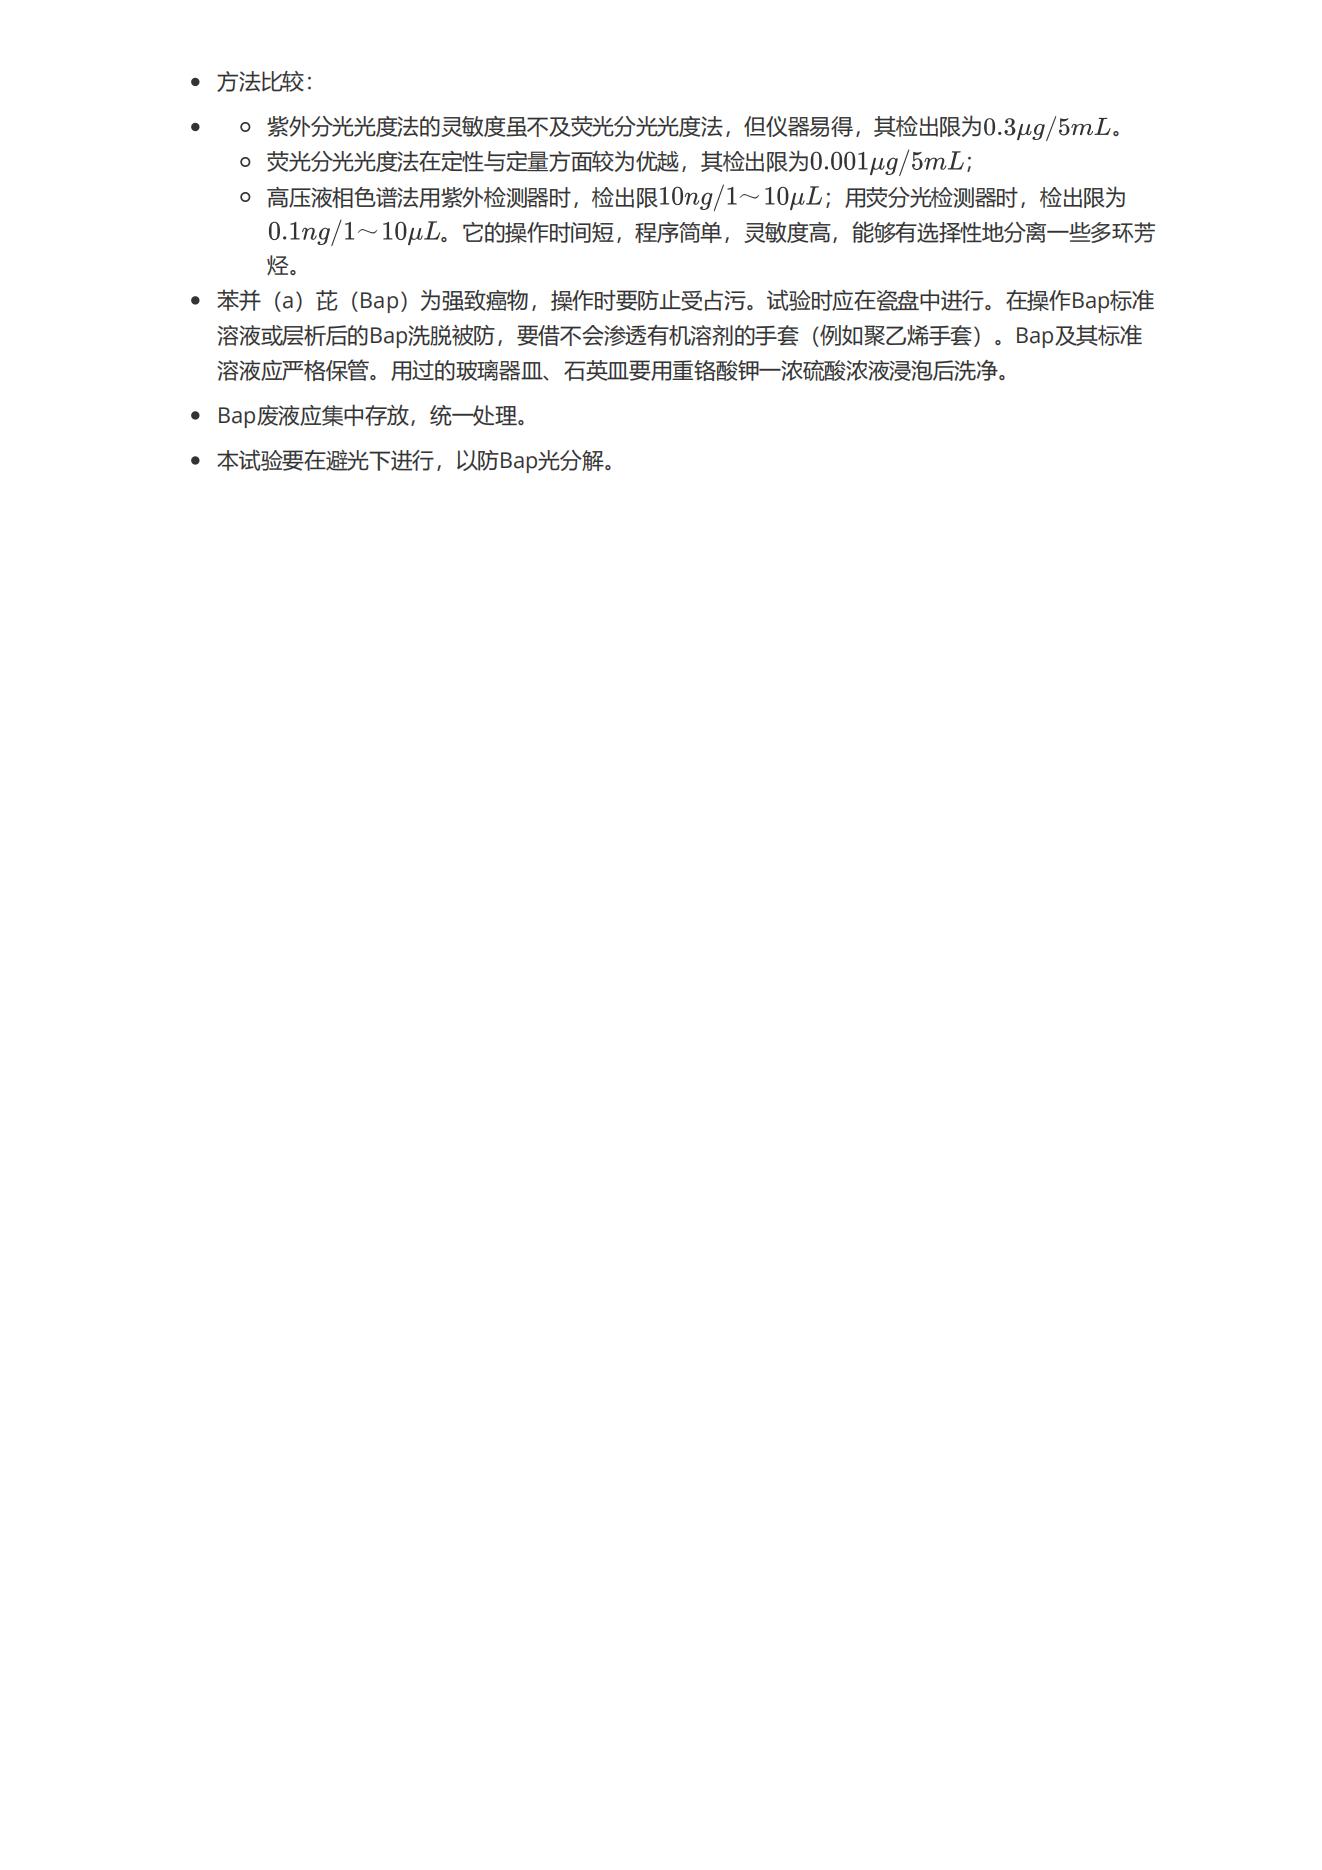 方法比较：
紫外分光光度法的灵敏度虽不及荧光分光光度法，但仪器易得，其检出限为0.3μg/5mL。
荧光分光光度法在定性与定量方面较为优越，其检出限为0.001μg/5mL；
高压液相色谱法用紫外检测器时，检出限10ng/1～10μL；用荧分光检测器时，检出限为
0.1ng/1～10μL。它的操作时间短，程序简单，灵敏度高，能够有选择性地分离一些多环芳
烃。
苯并（a）芘（Bap）为强致癌物，操作时要防止受占污。试验时应在瓷盘中进行。在操作Bap标准
溶液或层析后的Bap洗脱被防，要借不会渗透有机溶剂的手套（例如聚乙烯手套）。Bap及其标准
溶液应严格保管。用过的玻璃器皿、石英皿要用重铬酸钾一浓硫酸浓液浸泡后洗净。
Bap废液应集中存放，统一处理。
本试验要在避光下进行，以防Bap光分解。